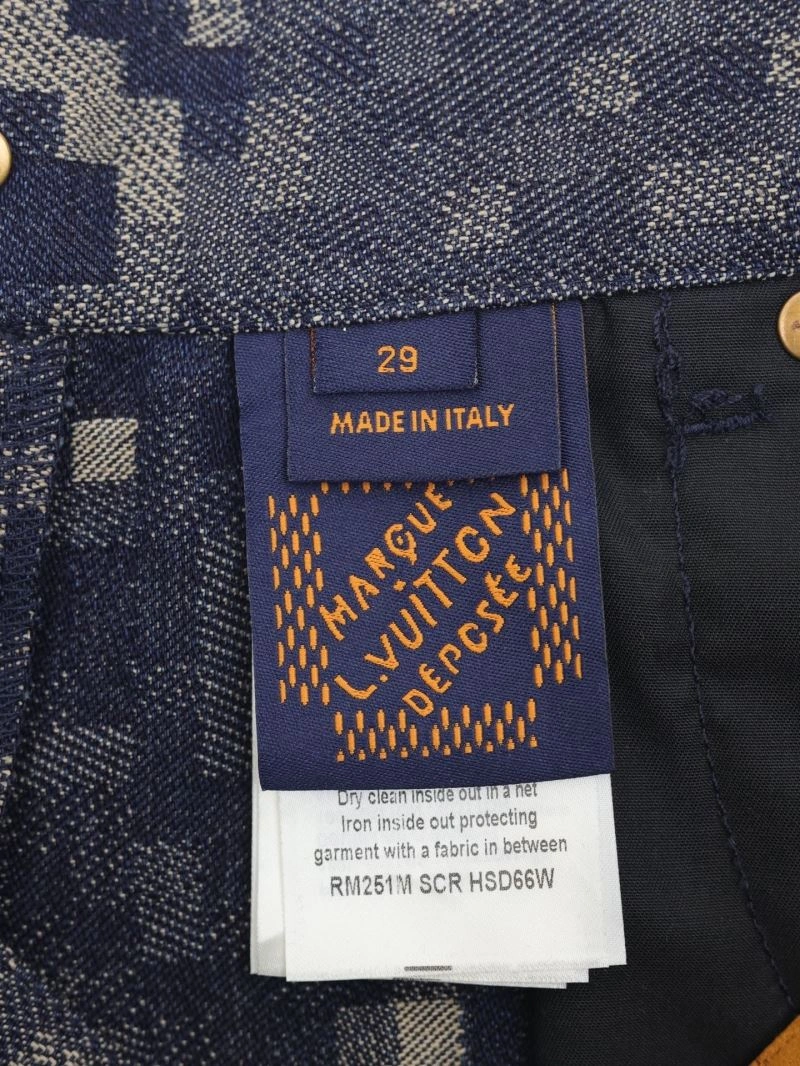 29
MADE IN ITALY
MARQUE
L.VUITTON
DÉPOSÉE
Dry clean inside out in a net
Iron inside out protecting
garment with a fabric in between
RM251M SCR HSD66W